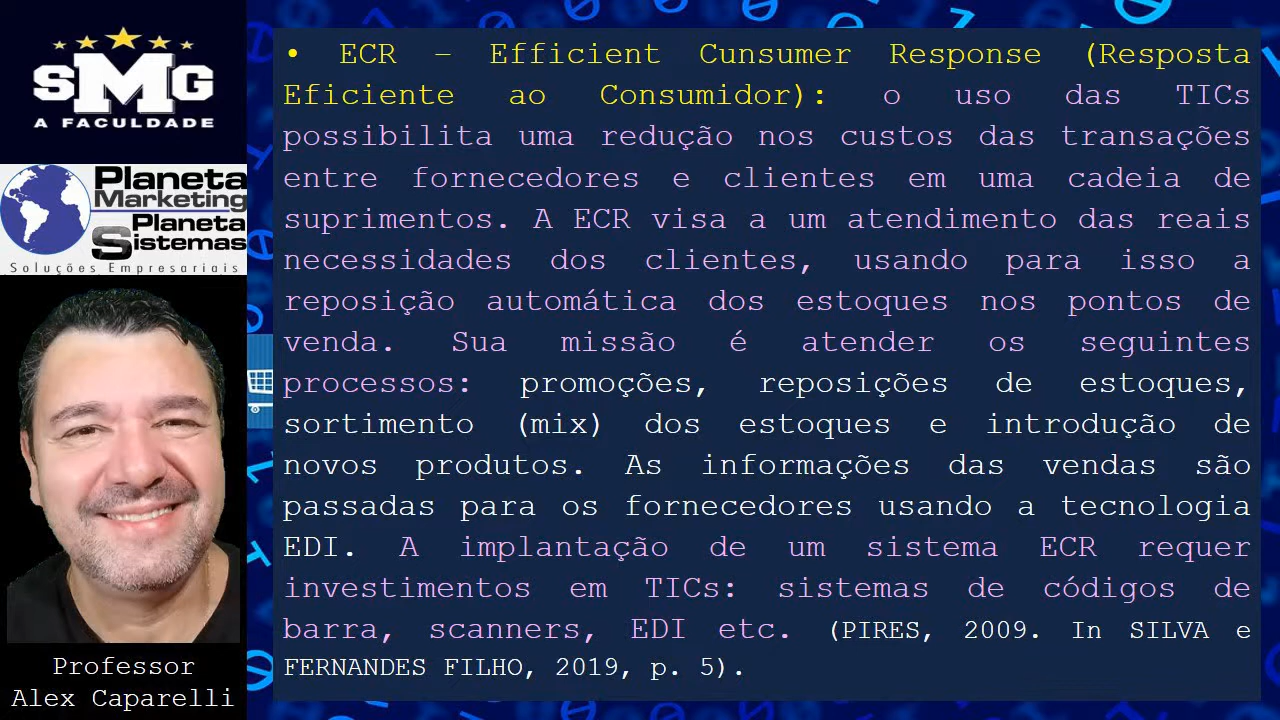 SMG
A FACULDADE
Planeta
Marketing
Planeta
Sistemas
Soluções Empresariais
Professor
Alex Caparelli
• ECR – Efficient Cunsumer Response (Resposta
Eficiente ao Consumidor): o uso das TICs
possibilita uma redução nos custos das transações
entre fornecedores e clientes em uma cadeia de
suprimentos. A ECR visa a um atendimento das reais
necessidades dos clientes, usando para isso a
reposição automática dos estoques nos pontos de
venda. Sua missão é atender os seguintes
processos: promoções, reposições de estoques,
sortimento (mix) dos estoques e introdução de
novos produtos. As informações das vendas são
passadas para os fornecedores usando a tecnologia
EDI. A implantação de um sistema ECR requer
investimentos em TICs: sistemas de códigos de
barra, scanners, EDI etc. (PIRES, 2009. In SILVA e
FERNANDES FILHO, 2019, p. 5).